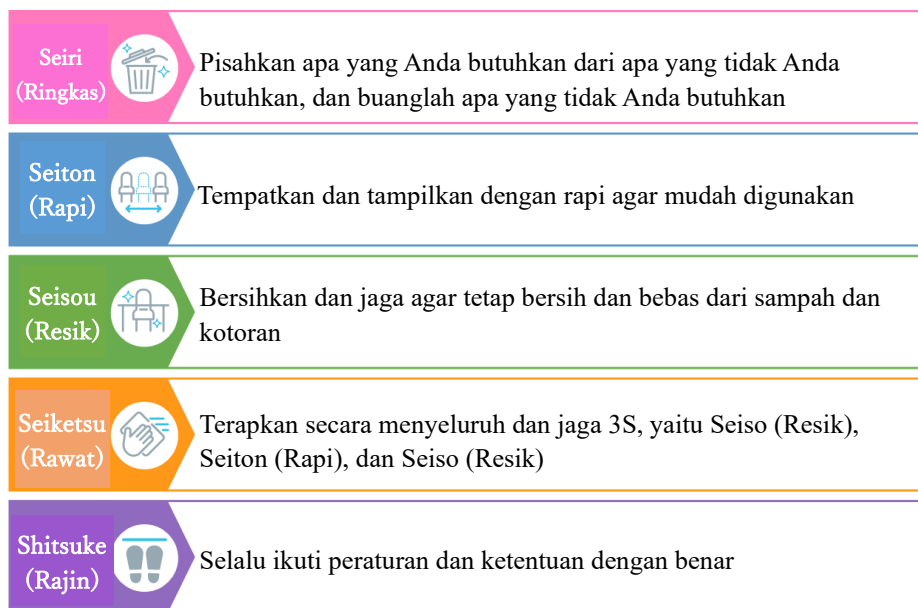 Seiri
(Ringkas)
Pisahkan apa yang Anda butuhkan dari apa yang tidak Anda
butuhkan, dan buanglah apa yang tidak Anda butuhkan
Seiton
(Rapi)
Tempatkan dan tampilkan dengan rapi agar mudah digunakan
Seisou
(Resik)
Bersihkan dan jaga agar tetap bersih dan bebas dari sampah dan
kotoran
Seiketsu
(Rawat)
Terapkan secara menyeluruh dan jaga 3S, yaitu Seiso (Resik),
Seiton (Rapi), dan Seiso (Resik)
Shitsuke
(Rajin)
Selalu ikuti peraturan dan ketentuan dengan benar